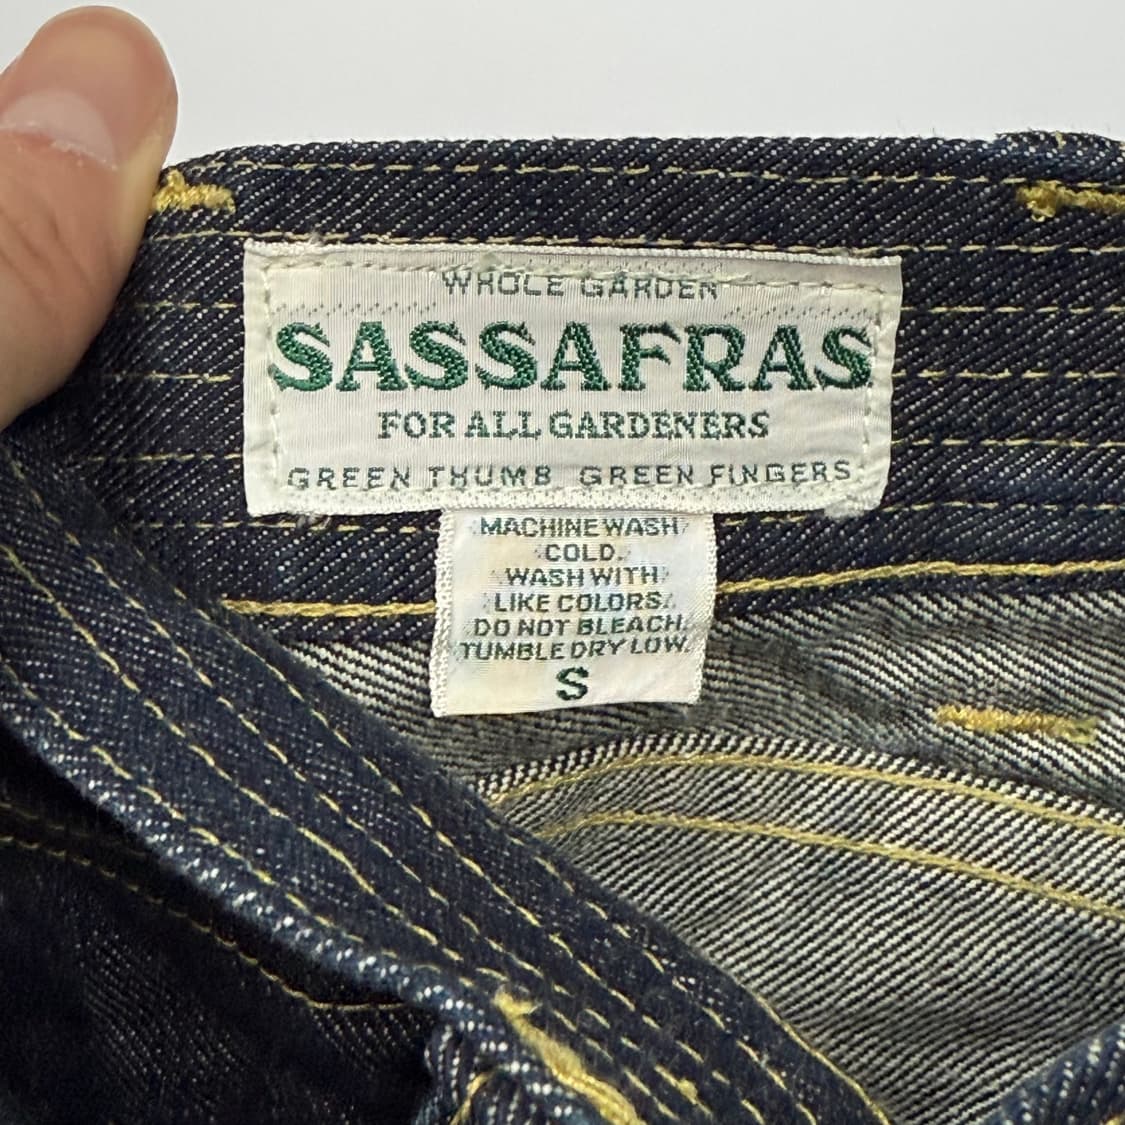 WHOLE GARDEN
SASSAFRAS
FOR ALL GARDENERS
GREEN THUMB GREEN FINGERS
MACHINE WASH
COLD.
WASH WITH
LIKE COLORS.
DO NOT BLEACH.
TUMBLE DRY LOW.
S